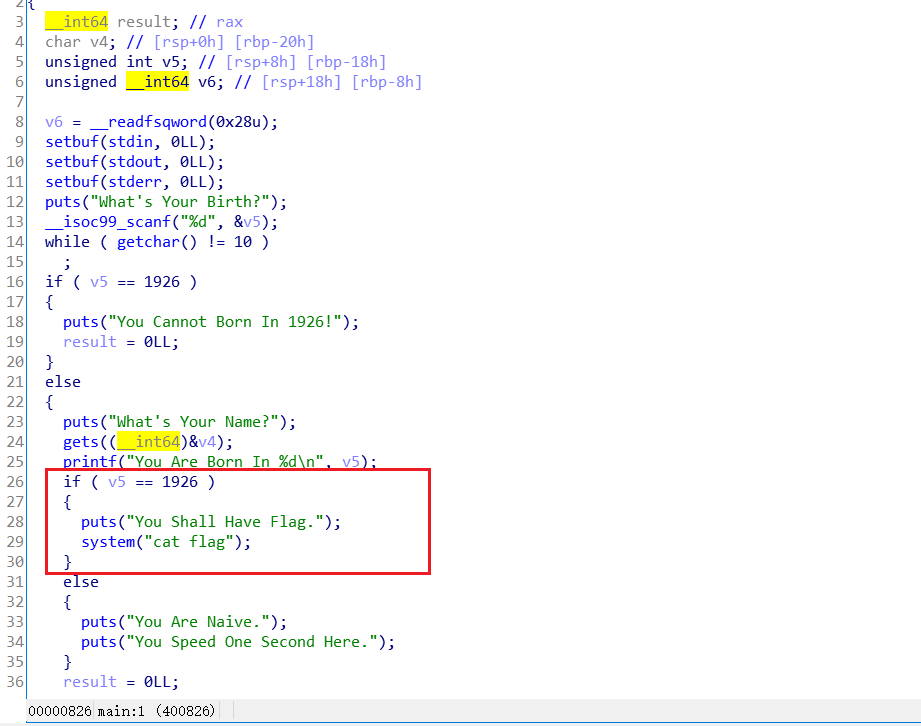 2 {
3 __int64 result; // rax
4 char v4; // [rsp+0h] [rbp-20h]
5 unsigned int v5; // [rsp+8h] [rbp-18h]
6 unsigned __int64 v6; // [rsp+18h] [rbp-8h]
7
8 v6 = __readfsqword(0x28u);
9 setbuf(stdin, 0LL);
10 setbuf(stdout, 0LL);
11 setbuf(stderr, 0LL);
12 puts("What's Your Birth?");
13 __isoc99_scanf("%d", &v5);
14 while ( getchar() != 10 )
15 ;
16 if ( v5 == 1926 )
17 {
18 puts("You Cannot Born In 1926!");
19 result = 0LL;
20 }
21 else
22 {
23 puts("What's Your Name?");
24 gets((__int64)&v4);
25 printf("You Are Born In %d\n", v5);
26 if ( v5 == 1926 )
27 {
28 puts("You Shall Have Flag.");
29 system("cat flag");
30 }
31 else
32 {
33 puts("You Are Naive.");
34 puts("You Speed One Second Here.");
35 }
36 result = 0LL;
00000826 main:1 (400826)